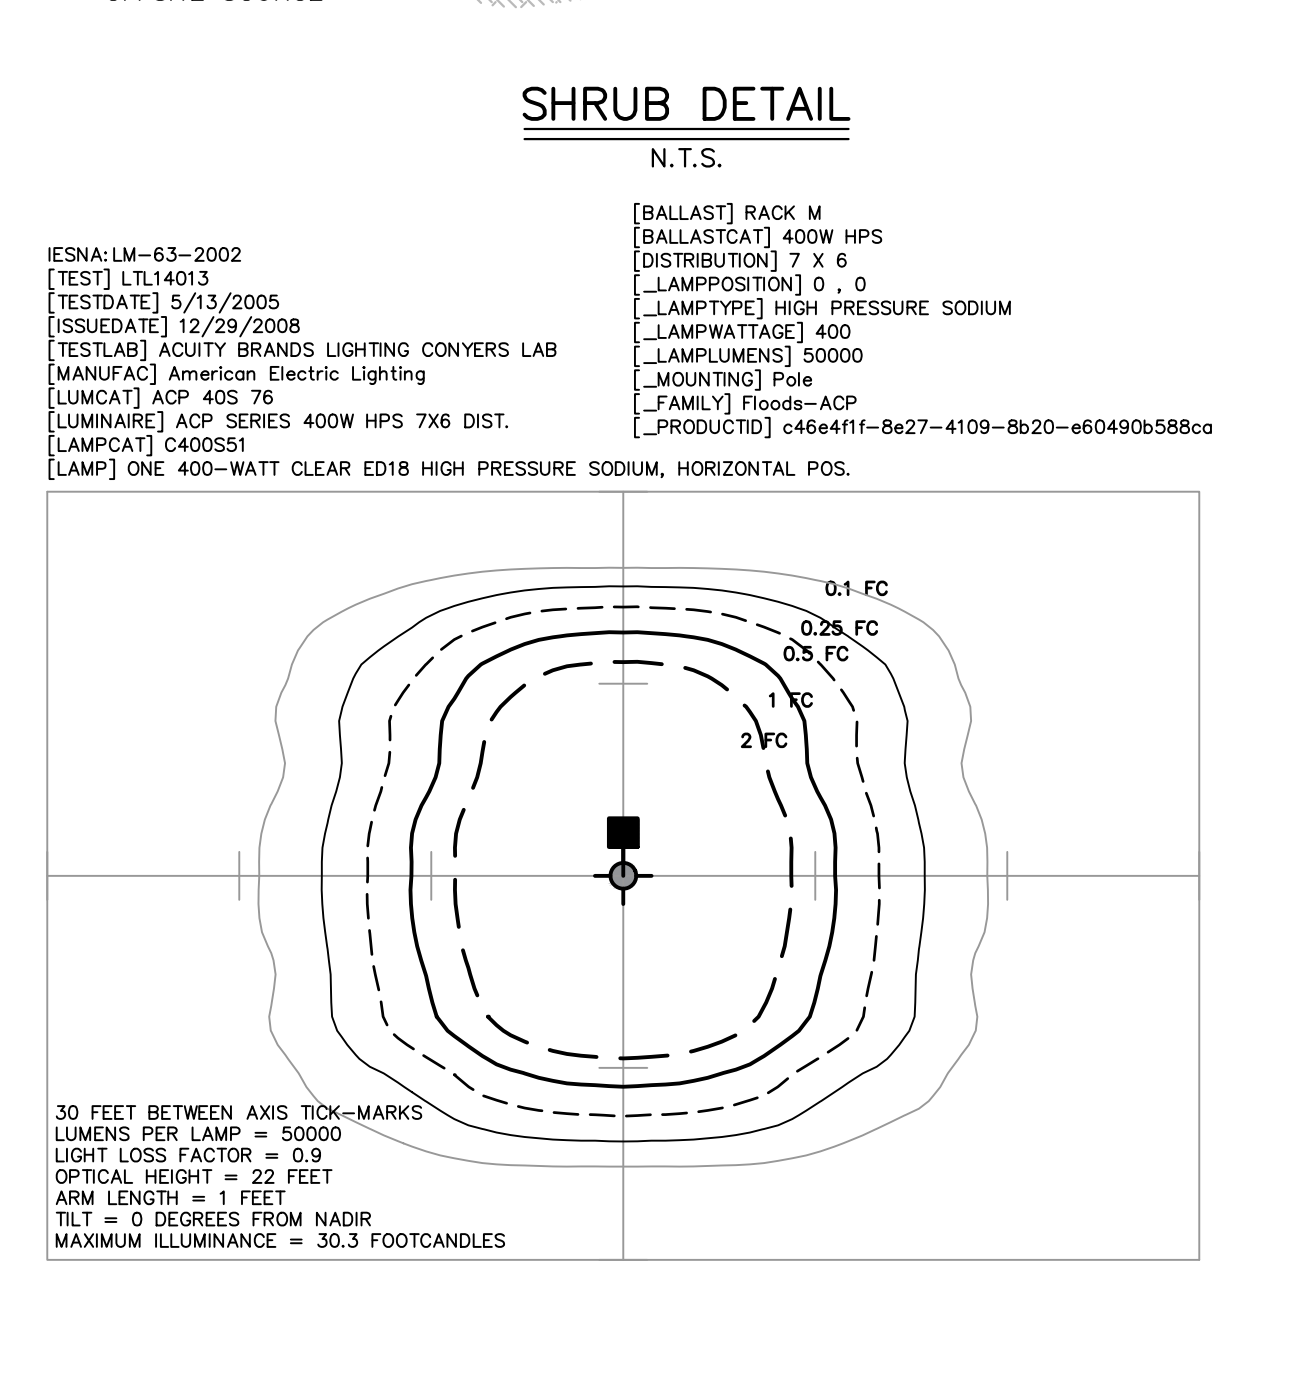 SHRUB DETAIL
N.T.S.
IESNA:LM-63-2002
[TEST] LTL14013
[TESTDATE] 5/13/2005
[ISSUEDATE] 12/29/2008
[TESTLAB] ACUITY BRANDS LIGHTING CONYERS LAB
[MANUFAC] American Electric Lighting
[LUMCAT] ACP 40S 76
[LUMINAIRE] ACP SERIES 400W HPS 7X6 DIST.
[LAMPCAT] C400S51
[LAMP] ONE 400-WATT CLEAR ED18 HIGH PRESSURE SODIUM, HORIZONTAL POS.
[BALLAST] RACK M
[BALLASTCAT] 400W HPS
[DISTRIBUTION] 7 X 6
[_LAMPPOSITION] 0 , 0
[_LAMPTYPE] HIGH PRESSURE SODIUM
[_LAMPWATTAGE] 400
[_LAMPLUMENS] 50000
[_MOUNTING] Pole
[_FAMILY] Floods-ACP
[_PRODUCTID] c46e4f1f-8e27-4109-8b20-e60490b588ca
0.1 FC
0.25 FC
0.5 FC
1 FC
2 FC
30 FEET BETWEEN AXIS TICK-MARKS
LUMENS PER LAMP = 50000
LIGHT LOSS FACTOR = 0.9
OPTICAL HEIGHT = 22 FEET
ARM LENGTH = 1 FEET
TILT = 0 DEGREES FROM NADIR
MAXIMUM ILLUMINANCE = 30.3 FOOTCANDLES